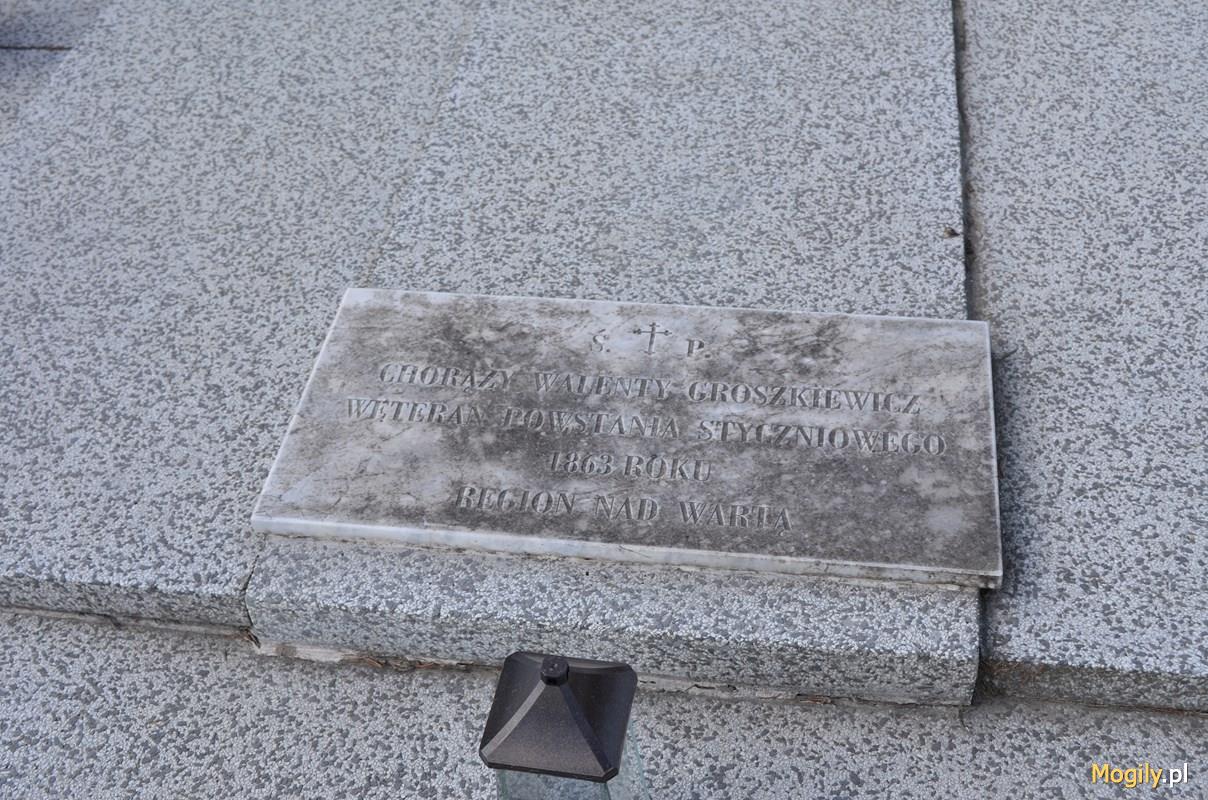 Ś. P.
CHORĄŻY WALENTY GROSZKIEWICZ
WETERAN POWSTANIA STYCZNIOWEGO
1863 ROKU
REGION NAD WARTĄ
Mogily.pl